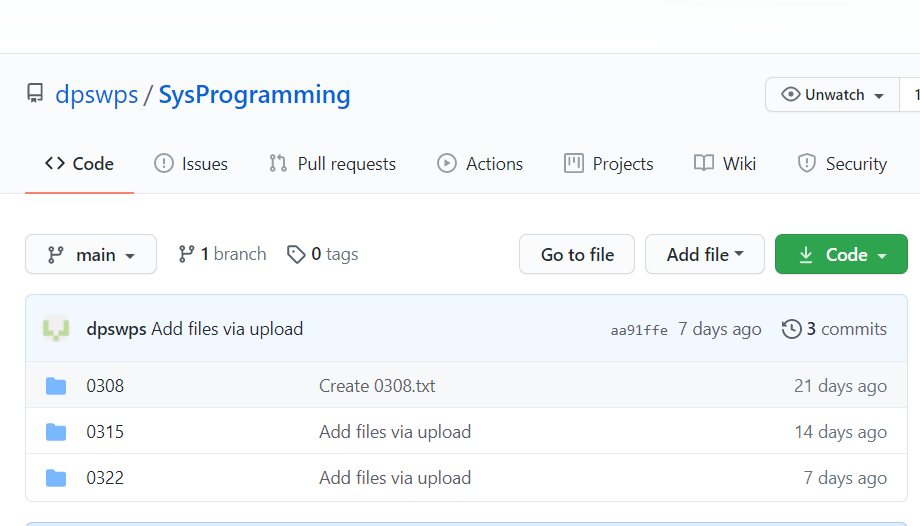 dpswps / SysProgramming Unwatch 1
Code Issues Pull requests Actions Projects Wiki Security
main 1 branch 0 tags Go to file Add file Code
dpswps Add files via upload aa91ffe 7 days ago 3 commits
0308 Create 0308.txt 21 days ago
0315 Add files via upload 14 days ago
0322 Add files via upload 7 days ago